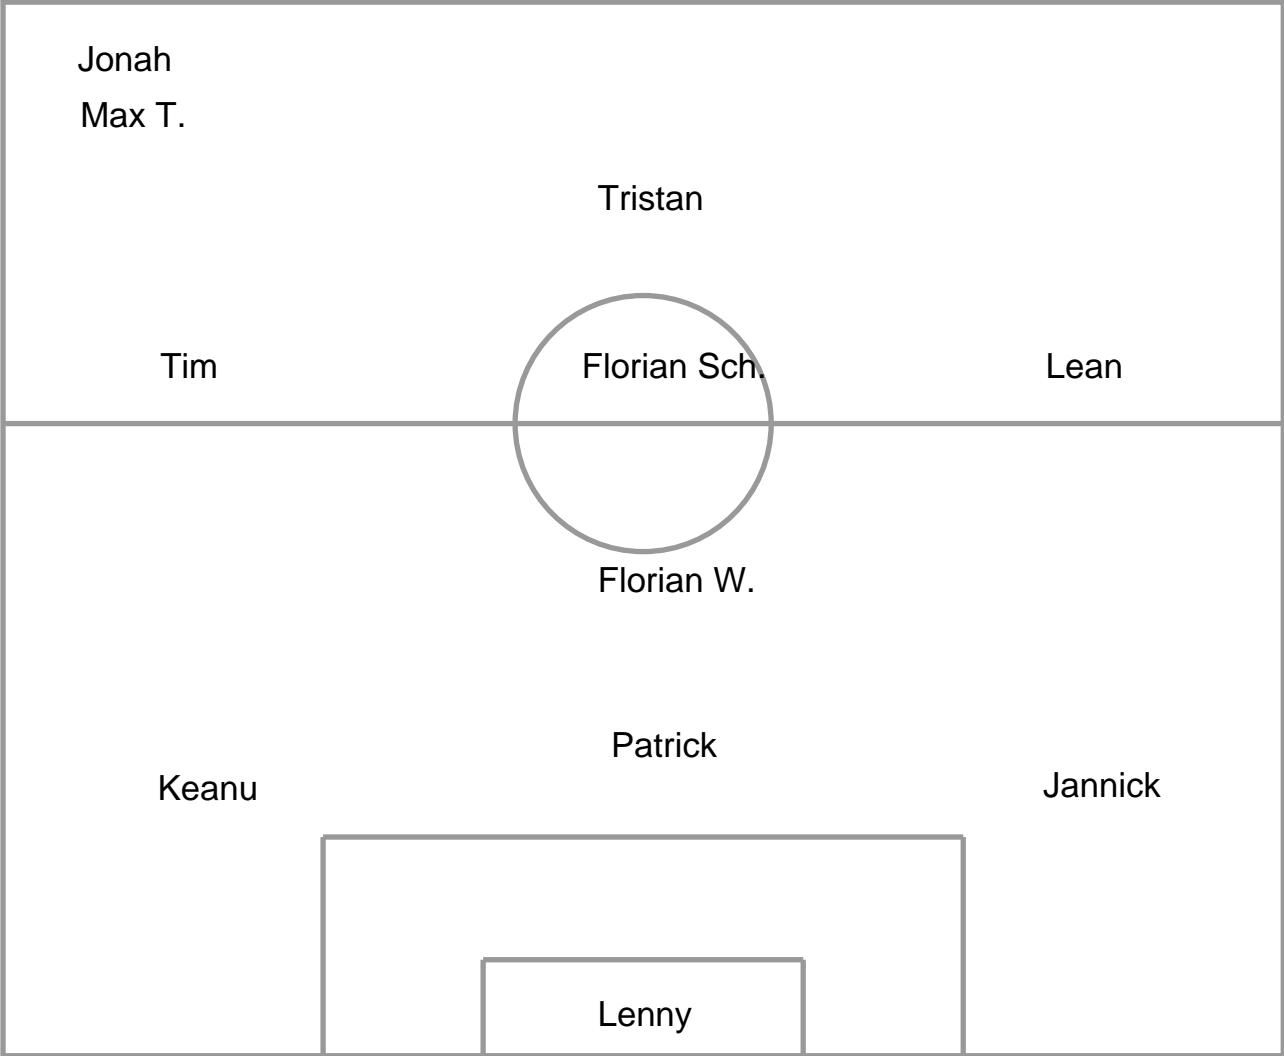 Jonah
Max T.
Tristan
Tim
Florian Sch.
Lean
Florian W.
Patrick
Keanu
Jannick
Lenny